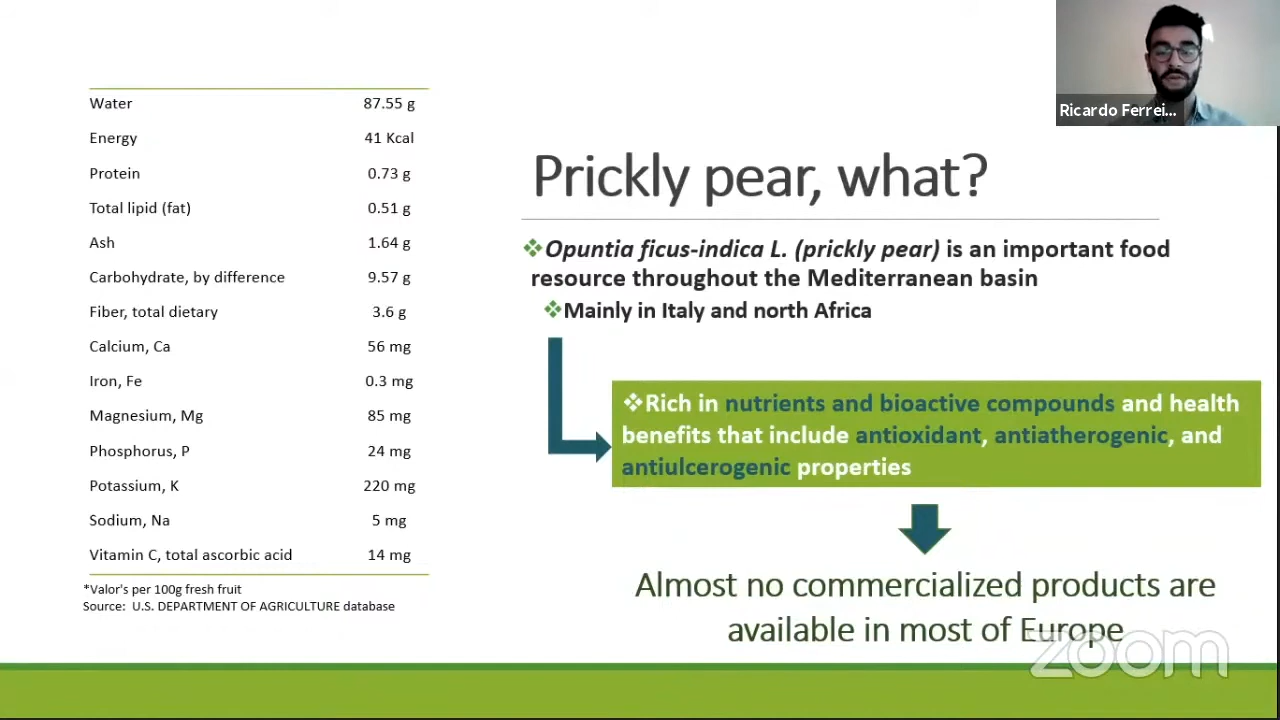 Ricardo Ferrei...
Water 87.55 g
Energy 41 Kcal
Protein 0.73 g
Total lipid (fat) 0.51 g
Ash 1.64 g
Carbohydrate, by difference 9.57 g
Fiber, total dietary 3.6 g
Calcium, Ca 56 mg
Iron, Fe 0.3 mg
Magnesium, Mg 85 mg
Phosphorus, P 24 mg
Potassium, K 220 mg
Sodium, Na 5 mg
Vitamin C, total ascorbic acid 14 mg
*Valor's per 100g fresh fruit
Source: U.S. DEPARTMENT OF AGRICULTURE database
Prickly pear, what?
❖Opuntia ficus-indica L. (prickly pear) is an important food
resource throughout the Mediterranean basin
❖Mainly in Italy and north Africa
❖Rich in nutrients and bioactive compounds and health
benefits that include antioxidant, antiatherogenic, and
antiulcerogenic properties
Almost no commercialized products are
available in most of Europe
zoom